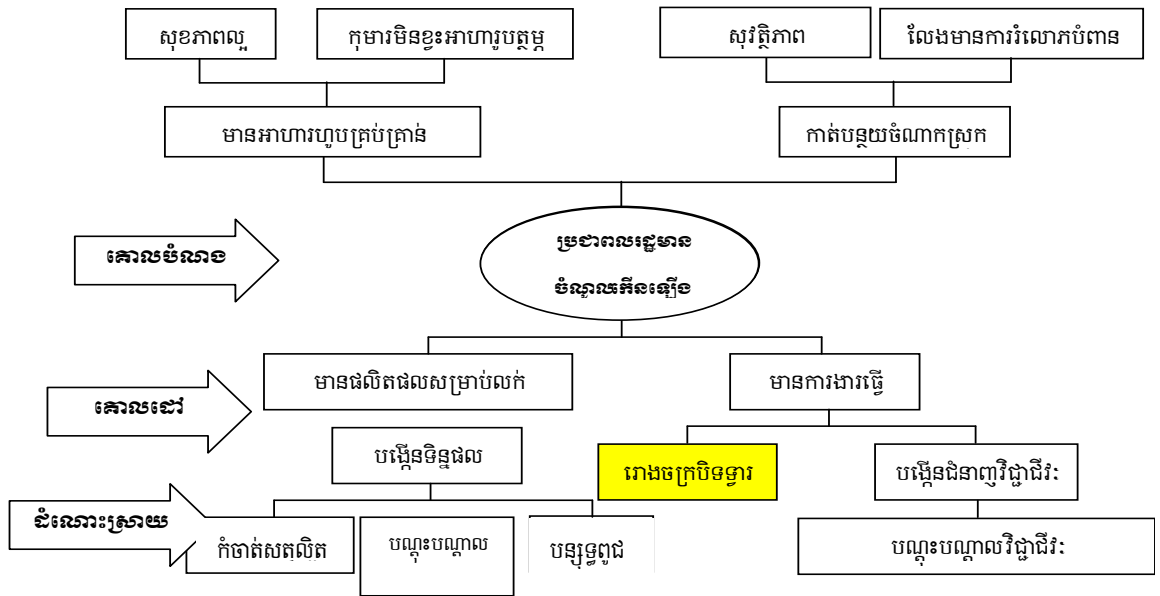 សុខភាពល្អ
កុមារមិនខ្វះអាហារូបត្ថម្ភ
សុវត្ថិភាព
លែងមានការរំលោភបំពាន
មានអាហារហូបគ្រប់គ្រាន់
កាត់បន្ថយចំណាកស្រុក
ប្រជាពលរដ្ឋមាន
ចំណូលកើនឡើង
គោលបំណង
មានផលិតផលសម្រាប់លក់
មានការងារធ្វើ
គោលដៅ
បង្កើនទិន្នផល
រោងចក្របិទទ្វារ
បង្កើនជំនាញវិជ្ជាជីវៈ
ដំណោះស្រាយ
កំចាត់សត្វល្អិត
បណ្តុះបណ្តាល
បន្សុទ្ធពូជ
បណ្តុះបណ្តាលវិជ្ជាជីវៈ